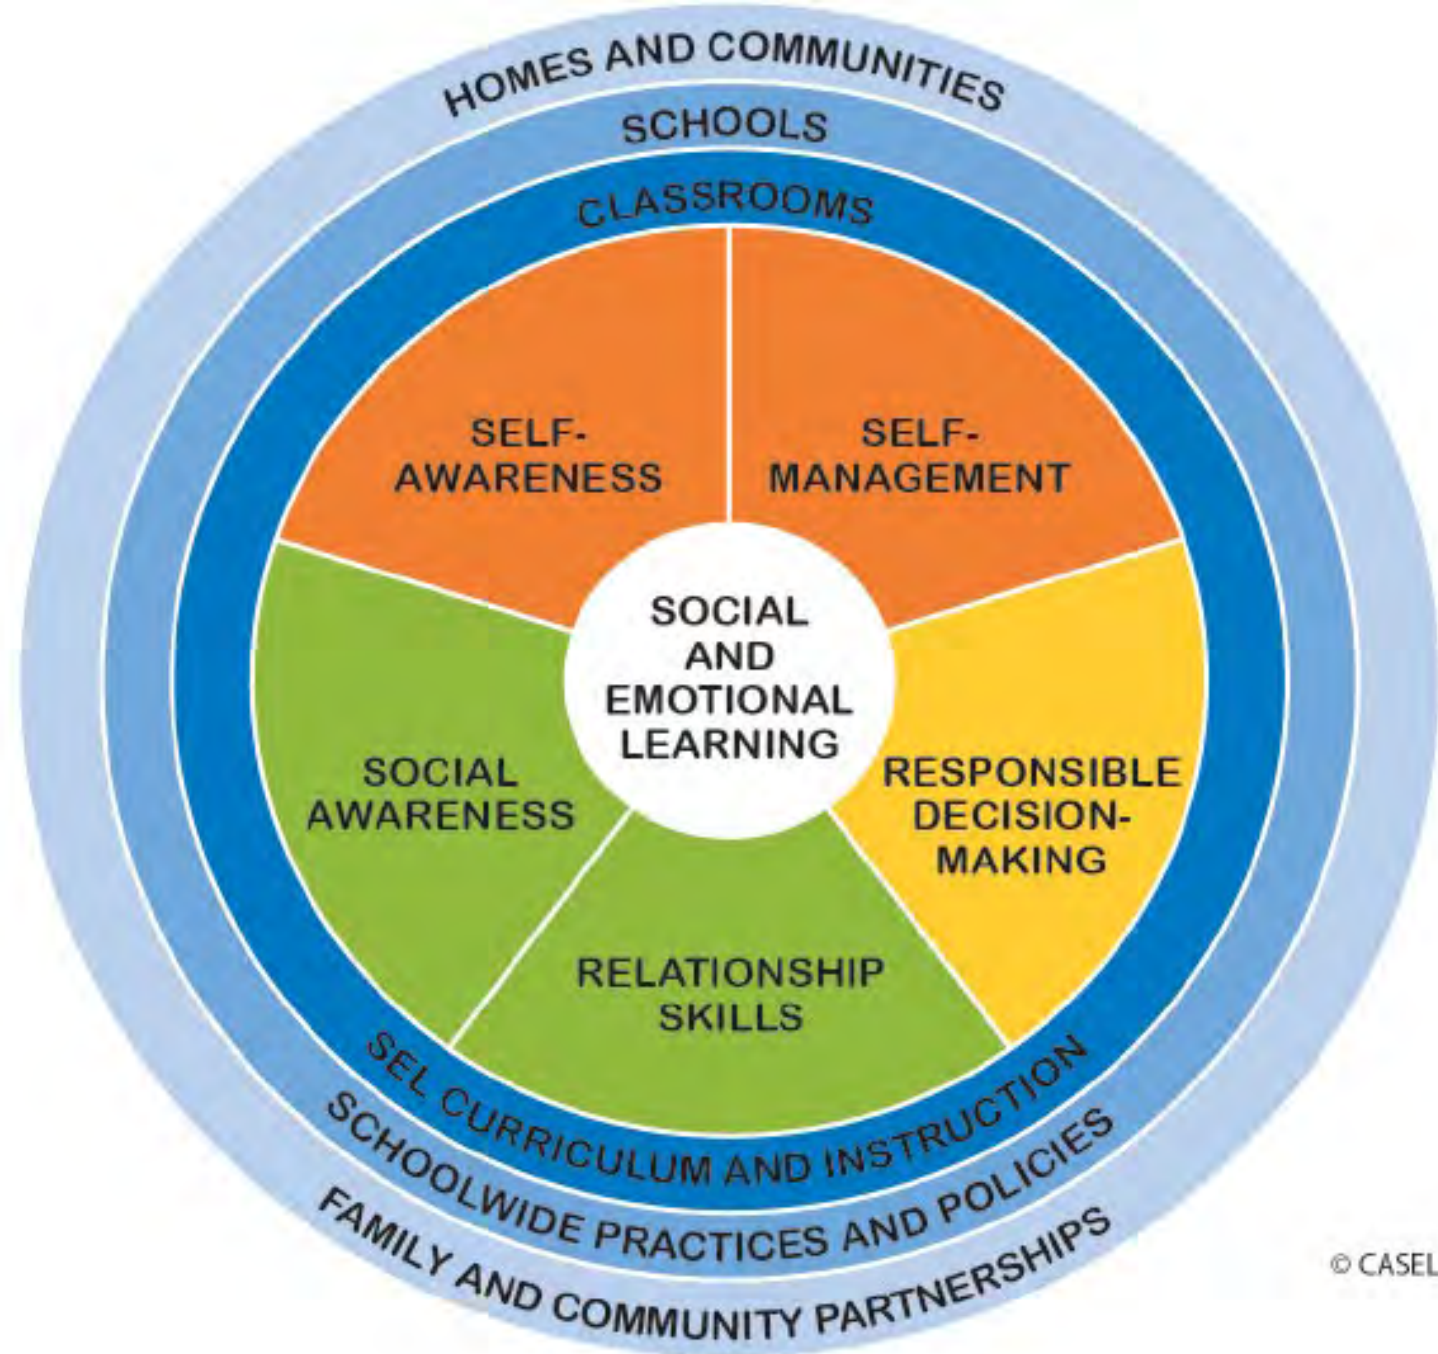 HOMES AND COMMUNITIES
SCHOOLS
CLASSROOMS
SELF-
AWARENESS
SELF-
MANAGEMENT
SOCIAL
AND
EMOTIONAL
LEARNING
SOCIAL
AWARENESS
RESPONSIBLE
DECISION-
MAKING
RELATIONSHIP
SKILLS
SEL CURRICULUM AND INSTRUCTION
SCHOOLWIDE PRACTICES AND POLICIES
FAMILY AND COMMUNITY PARTNERSHIPS
© CASEL